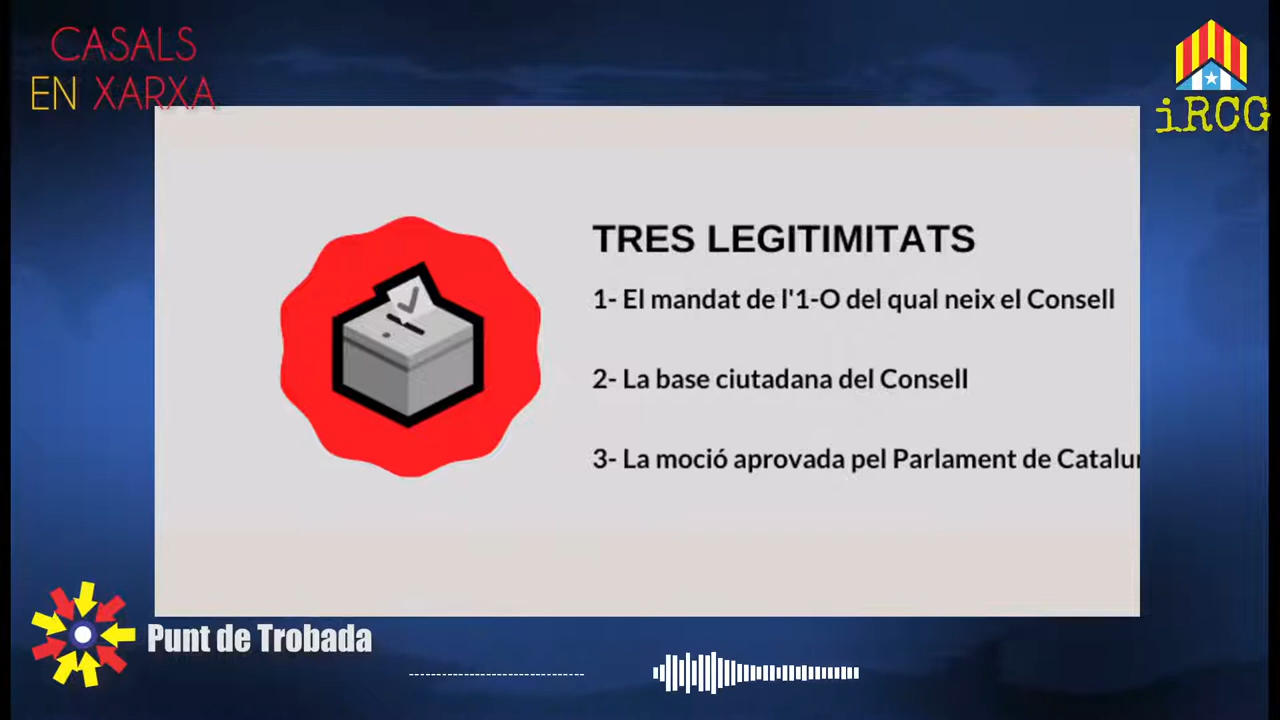 CASALS
EN XARXA
iRCG
TRES LEGITIMITATS
1- El mandat de l'1-O del qual neix el Consell
2- La base ciutadana del Consell
3- La moció aprovada pel Parlament de
Punt de Trobada